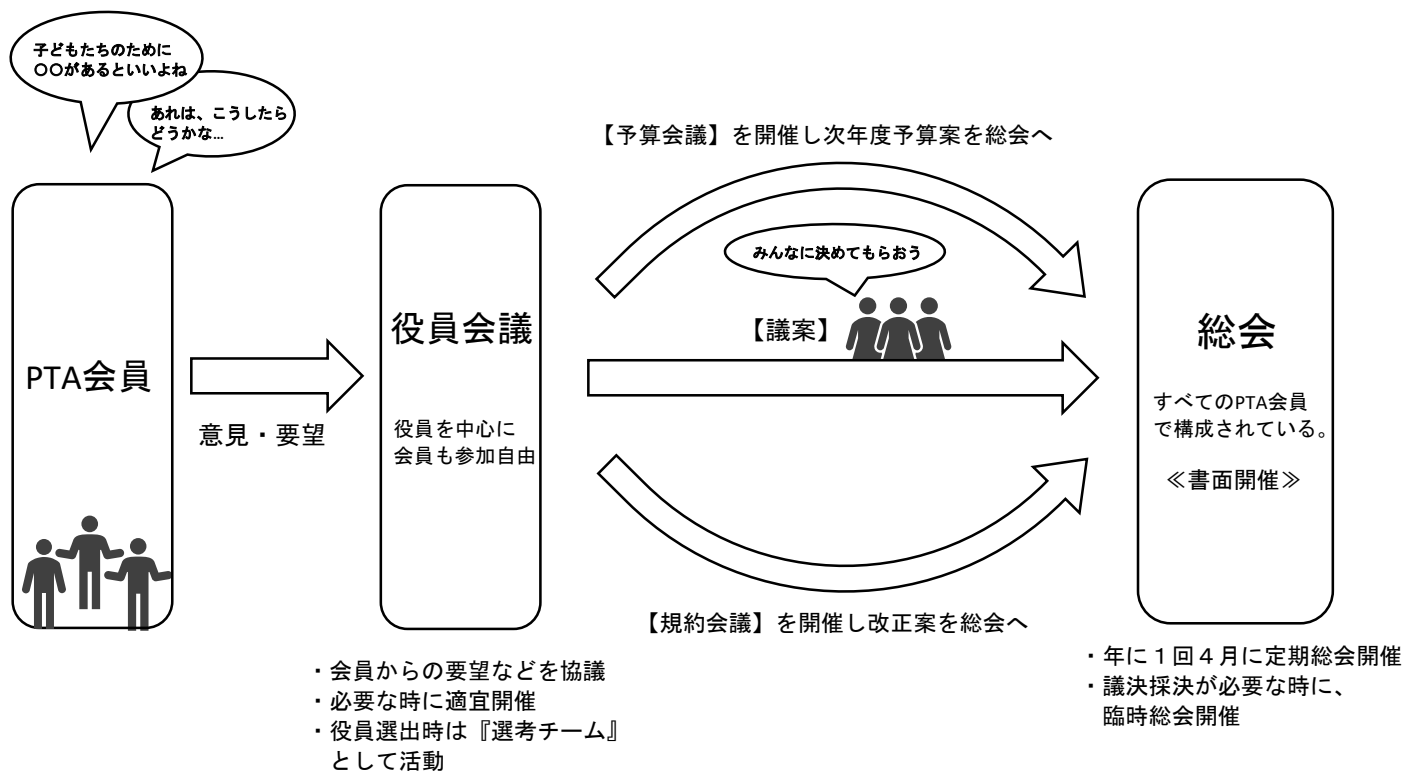 子どもたちのために
〇〇があるといいよね
あれは、こうしたら
どうかな…
PTA会員
意見・要望
役員会議
役員を中心に
会員も参加自由
・会員からの要望などを協議
・必要な時に適宜開催
・役員選出時は『選考チーム』
として活動
【予算会議】を開催し次年度予算案を総会へ
みんなに決めてもらおう
【議案】
【規約会議】を開催し改正案を総会へ
総会
すべてのPTA会員
で構成されている。
≪書面開催≫
・年に１回４月に定期総会開催
・議決採決が必要な時に、
臨時総会開催